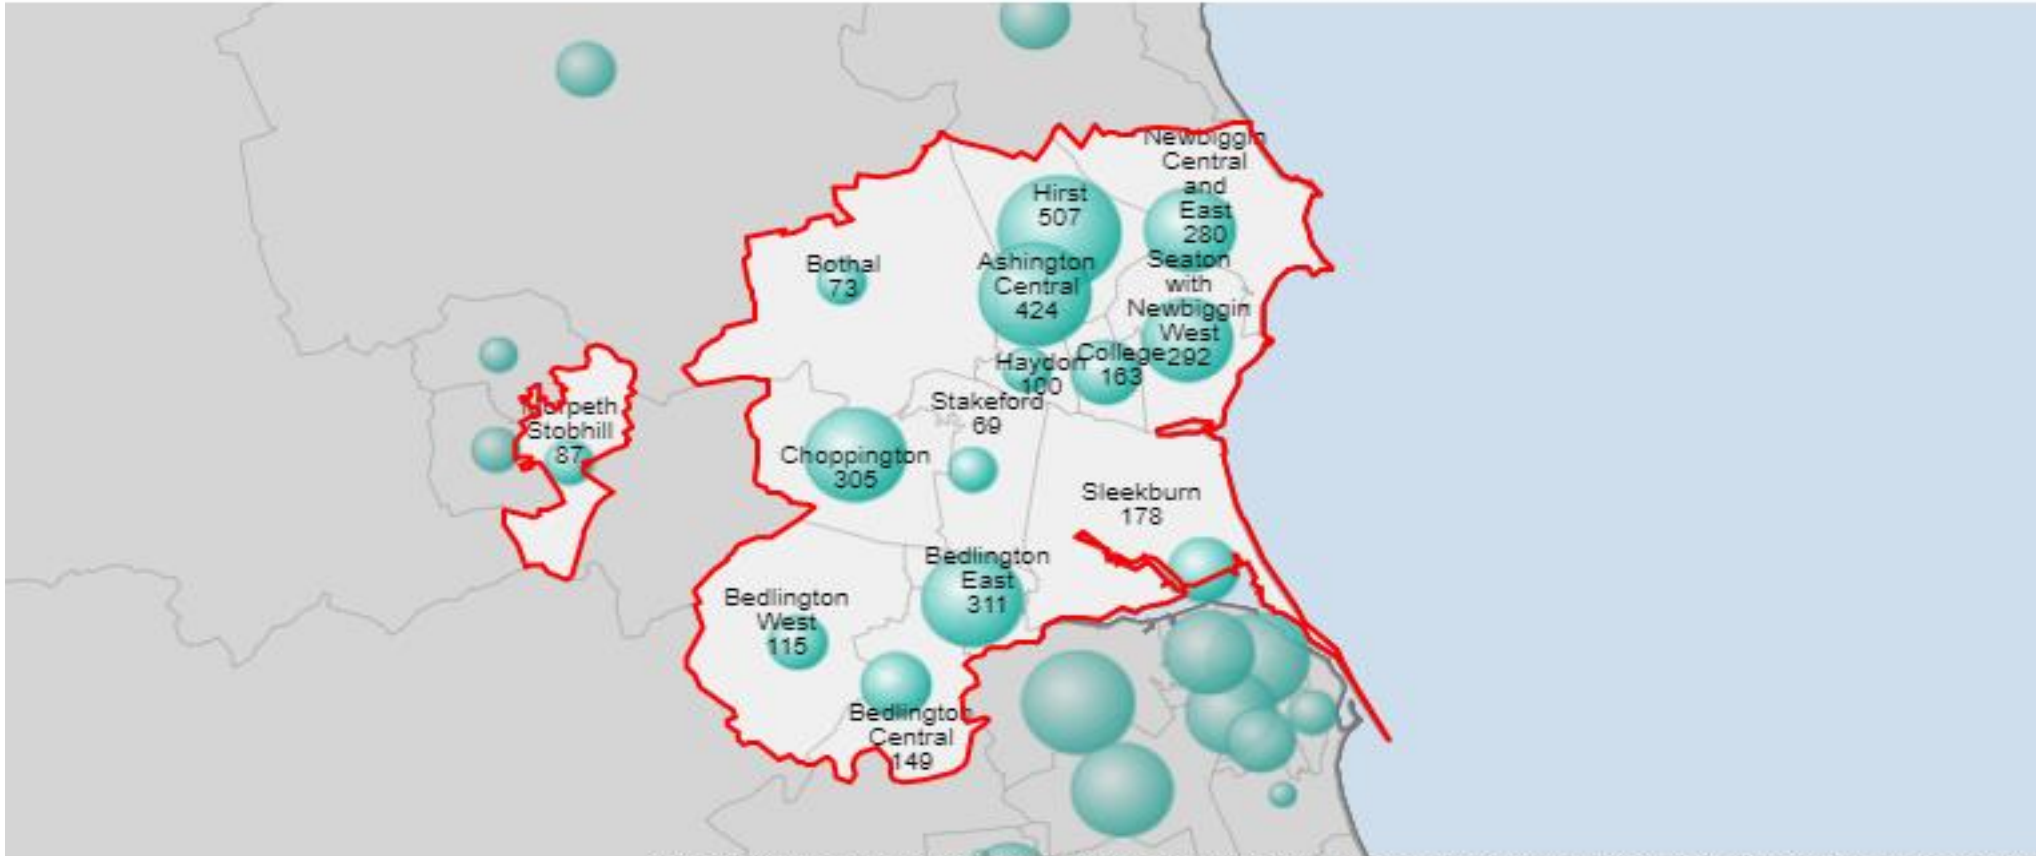 Newbiggin
Central
and
East
280
Hirst
507
Bothal
73
Ashington
Central
424
Seaton
with
Newbiggin
West
292
Haydon
100
College
163
Stakeford
69
Morpeth
Stobhill
87
Choppington
305
Sleekburn
178
Bedlington
East
311
Bedlington
West
115
Bedlington
Central
149